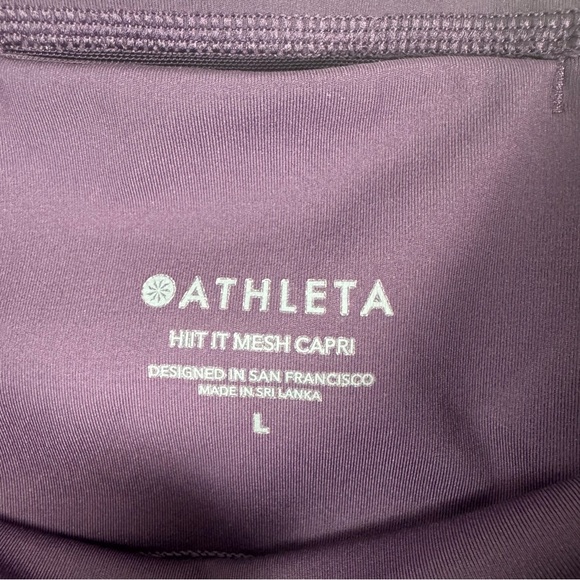 ATHLETA
HIIT IT MESH CAPRI
DESIGNED IN SAN FRANCISCO
MADE IN SRI LANKA
L